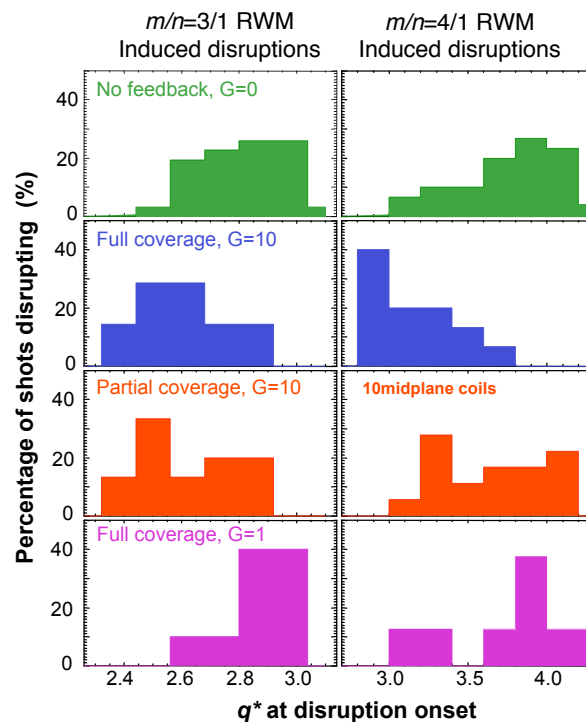 m/n=3/1 RWM
Induced disruptions
m/n=4/1 RWM
Induced disruptions
Percentage of shots disrupting (%)
No feedback, G=0
40
20
0
Full coverage, G=10
40
20
0
Partial coverage, G=10
10midplane coils
40
20
0
Full coverage, G=1
40
20
0
2.4 2.6 2.8 3.0 3.0 3.5 4.0
q* at disruption onset